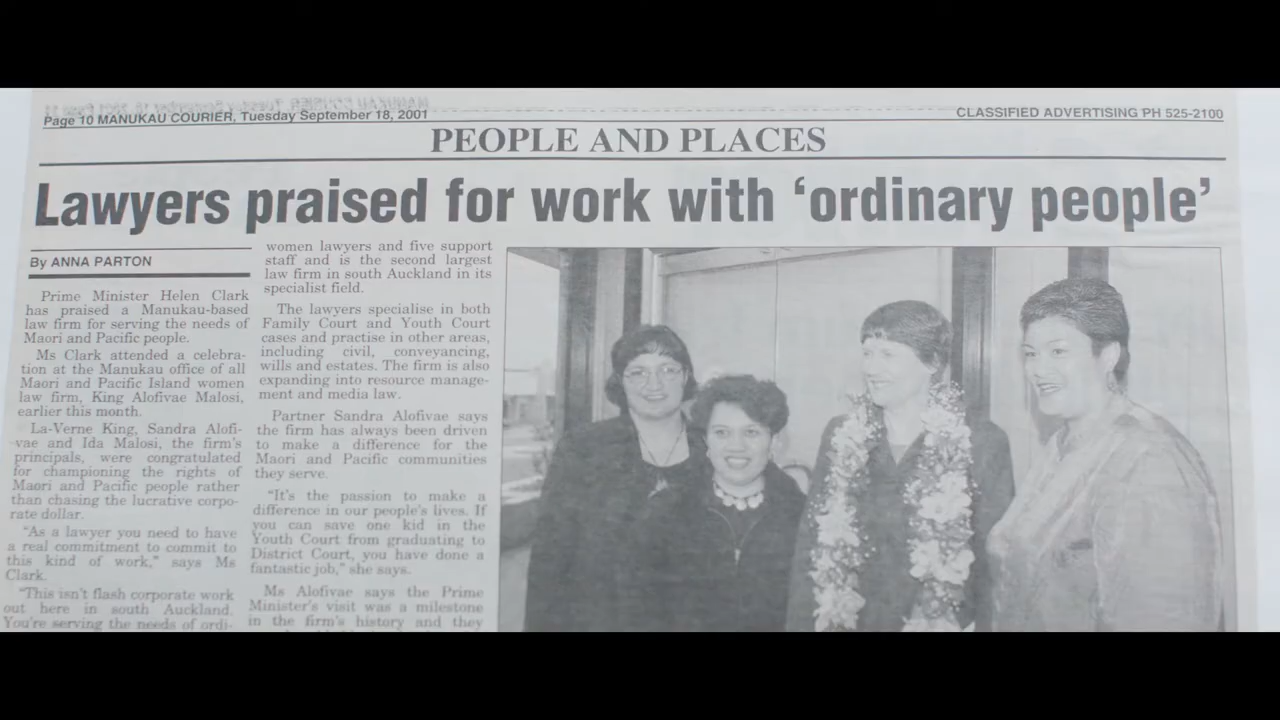 Page 10 MANUKAU COURIER, Tuesday September 18, 2001
CLASSIFIED ADVERTISING PH 525-2100
PEOPLE AND PLACES
Lawyers praised for work with ‘ordinary people’
By ANNA PARTON
Prime Minister Helen Clark
has praised a Manukau-based
law firm for serving the needs of
Maori and Pacific people.
Ms Clark attended a celebra-
tion at the Manukau office of all
Maori and Pacific Island women
law firm, King Alofivae Malosi,
earlier this month.
La-Verne King, Sandra Alofi-
vae and Ida Malosi, the firm's
principals, were congratulated
for championing the rights of
Maori and Pacific people rather
than chasing the lucrative corpo-
rate dollar.
"As a lawyer you need to have
a real commitment to commit to
this kind of work," says Ms
Clark.
"This isn't flash corporate work
out here in south Auckland.
You're serving the needs of ordi-
women lawyers and five support
staff and is the second largest
law firm in south Auckland in its
specialist field.
The lawyers specialise in both
Family Court and Youth Court
cases and practise in other areas,
including civil, conveyancing,
wills and estates. The firm is also
expanding into resource manage-
ment and media law.
Partner Sandra Alofivae says
the firm has always been driven
to make a difference for the
Maori and Pacific communities
they serve.
"It's the passion to make a
difference in our people's lives. If
you can save one kid in the
Youth Court from graduating to
District Court, you have done a
fantastic job," she says.
Ms Alofivae says the Prime
Minister's visit was a milestone
in the firm's history and they